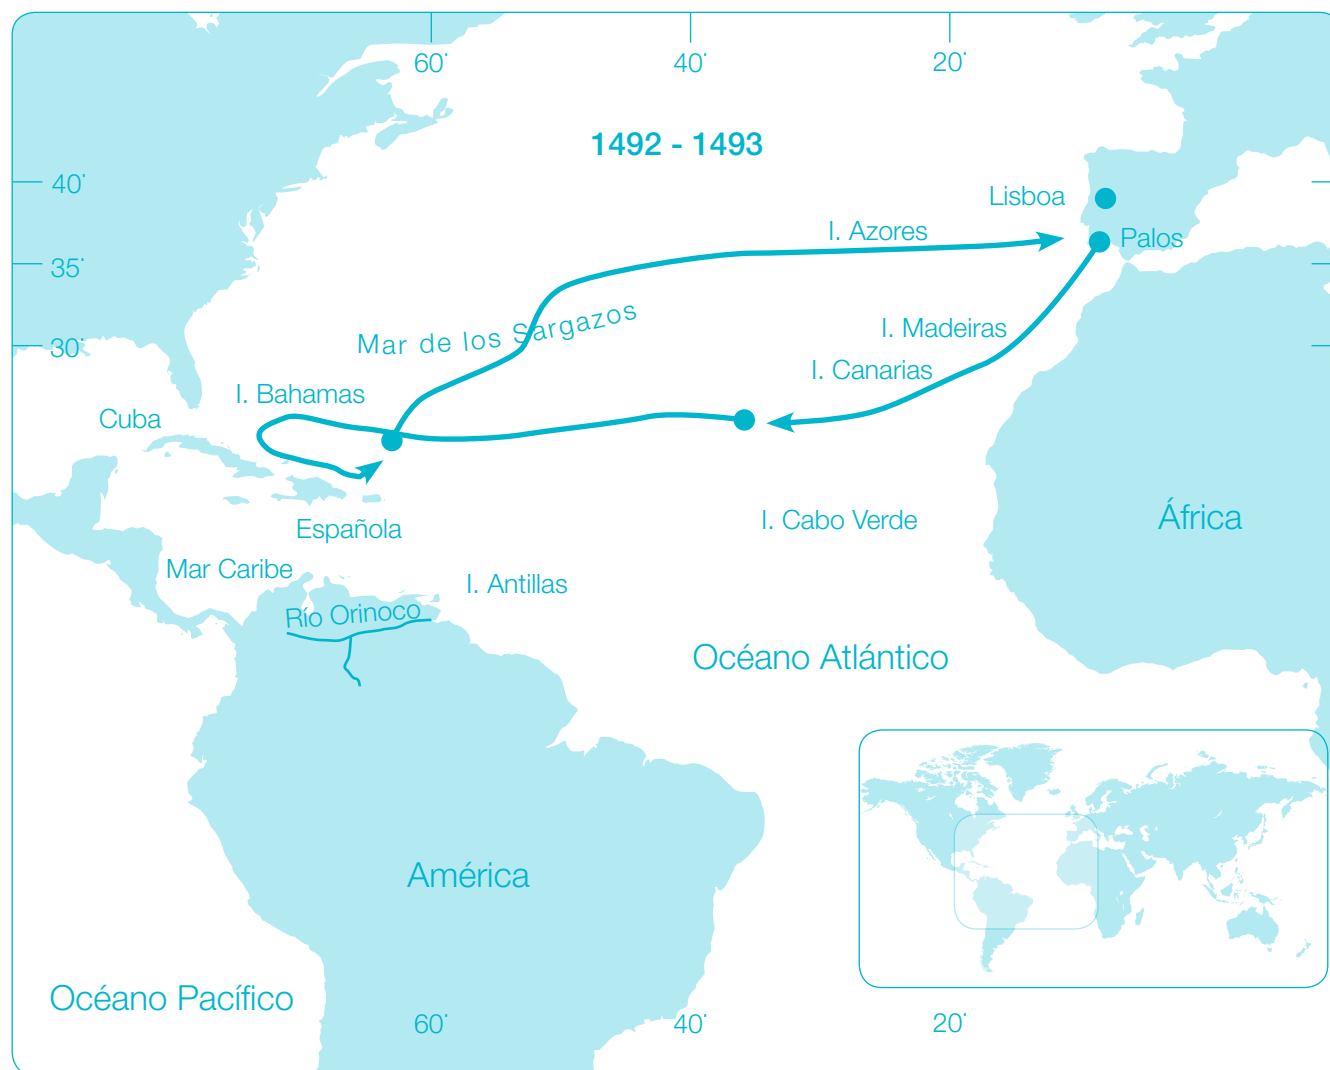 60°
40°
20°
1492 - 1493
40°
Lisboa
I. Azores
Palos
35°
Mar de los Sargazos
I. Madeiras
30°
I. Canarias
I. Bahamas
Cuba
África
I. Cabo Verde
Española
Mar Caribe
I. Antillas
Río Orinoco
Océano Atlántico
América
Océano Pacífico
60°
40°
20°